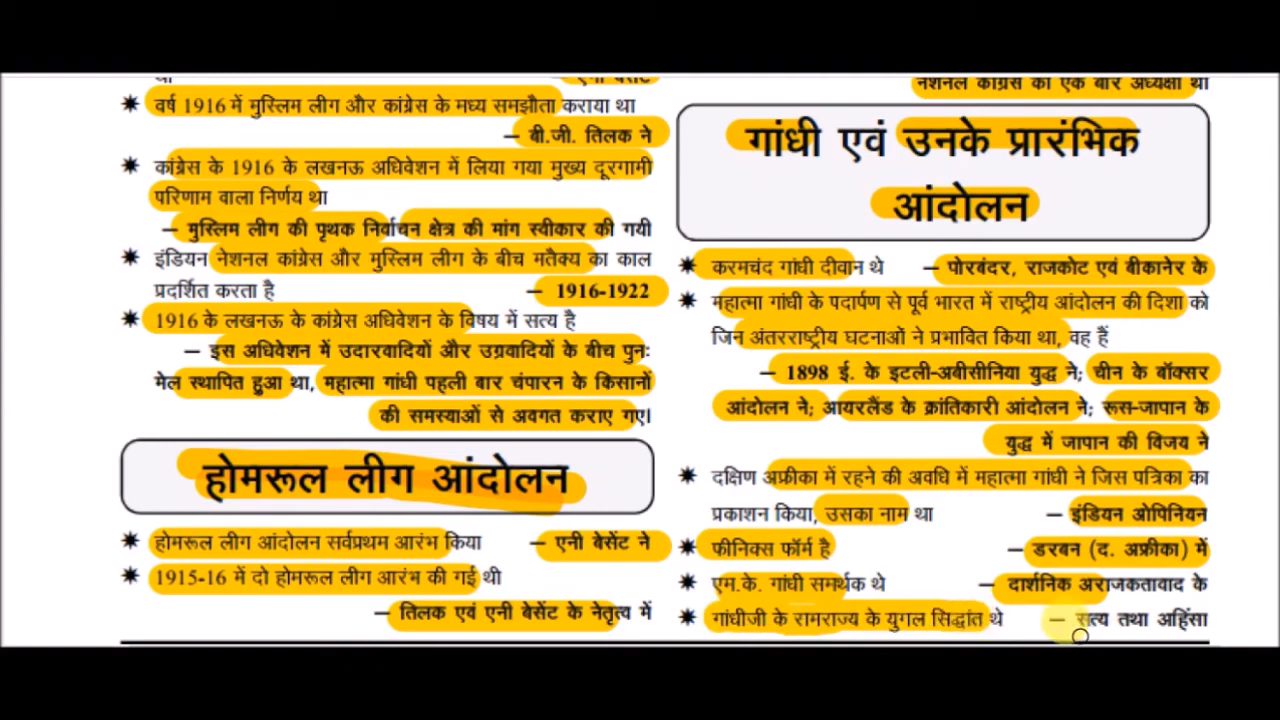 था — एनी बेसेंट
✷ वर्ष 1916 में मुस्लिम लीग और कांग्रेस के मध्य समझौता कराया था
— बी.जी. तिलक ने
✷ कांग्रेस के 1916 के लखनऊ अधिवेशन में लिया गया मुख्य दूरगामी
परिणाम वाला निर्णय था
— मुस्लिम लीग की पृथक निर्वाचन क्षेत्र की मांग स्वीकार की गयी
✷ इंडियन नेशनल कांग्रेस और मुस्लिम लीग के बीच मतैक्य का काल
प्रदर्शित करता है — 1916-1922
✷ 1916 के लखनऊ के कांग्रेस अधिवेशन के विषय में सत्य है
— इस अधिवेशन में उदारवादियों और उग्रवादियों के बीच पुनः
मेल स्थापित हुआ था, महात्मा गांधी पहली बार चंपारन के किसानों
की समस्याओं से अवगत कराए गए।
होमरूल लीग आंदोलन
✷ होमरूल लीग आंदोलन सर्वप्रथम आरंभ किया — एनी बेसेंट ने
✷ 1915-16 में दो होमरूल लीग आरंभ की गई थी
— तिलक एवं एनी बेसेंट के नेतृत्व में
नेशनल कांग्रेस का एक बार अध्यक्षा था
गांधी एवं उनके प्रारंभिक
आंदोलन
✷ करमचंद गांधी दीवान थे — पोरबंदर, राजकोट एवं बीकानेर के
✷ महात्मा गांधी के पदार्पण से पूर्व भारत में राष्ट्रीय आंदोलन की दिशा को
जिन अंतरराष्ट्रीय घटनाओं ने प्रभावित किया था, वह हैं
— 1898 ई. के इटली-अबीसीनिया युद्ध ने; चीन के बॉक्सर
आंदोलन ने; आयरलैंड के क्रांतिकारी आंदोलन ने; रूस-जापान के
युद्ध में जापान की विजय ने
✷ दक्षिण अफ्रीका में रहने की अवधि में महात्मा गांधी ने जिस पत्रिका का
प्रकाशन किया, उसका नाम था — इंडियन ओपिनियन
✷ फीनिक्स फॉर्म है — डरबन (द. अफ्रीका) में
✷ एम.के. गांधी समर्थक थे — दार्शनिक अराजकतावाद के
✷ गांधीजी के रामराज्य के युगल सिद्धांत थे — सत्य तथा अहिंसा